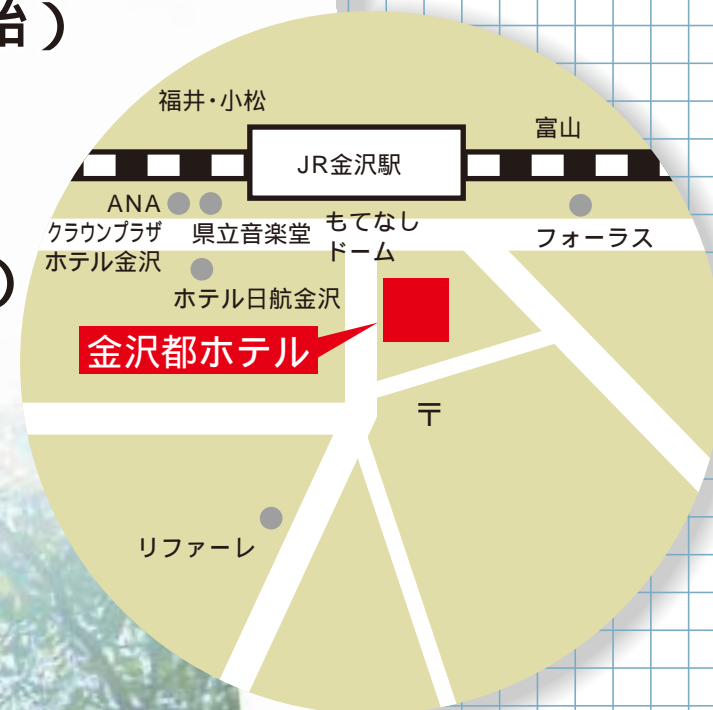 始）
福井・小松
富山
JR金沢駅
ANA
クラウンプラザ
ホテル金沢
県立音楽堂
もてなし
ドーム
フォーラス
）
ホテル日航金沢
金沢都ホテル
〒
リファーレ